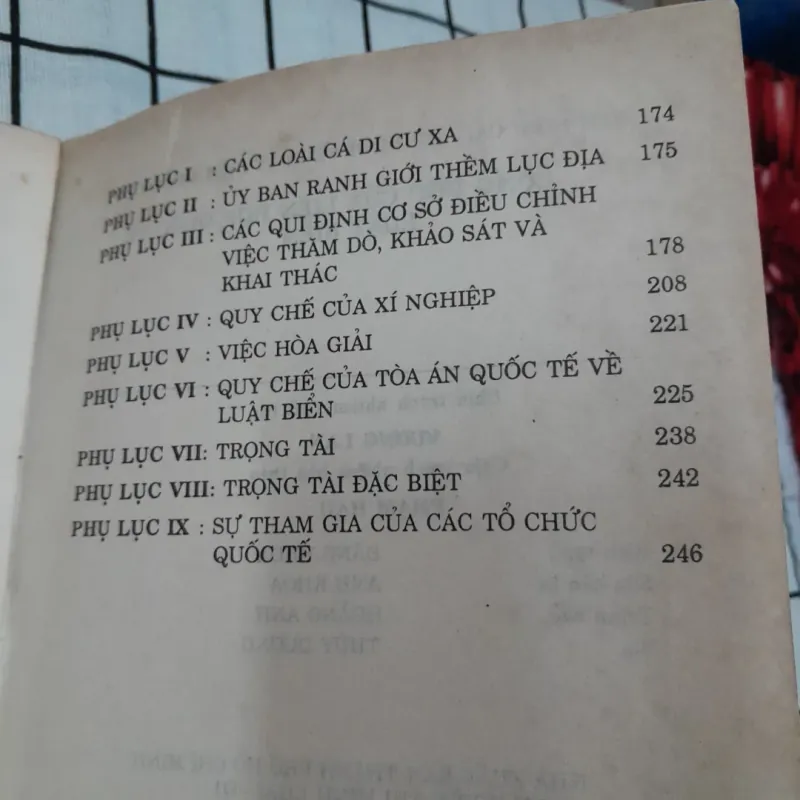 PHỤ LỤC I : CÁC LOÀI CÁ DI CƯ XA 174
PHỤ LỤC II : ỦY BAN RANH GIỚI THỀM LỤC ĐỊA 175
PHỤ LỤC III : CÁC QUI ĐỊNH CƠ SỞ ĐIỀU CHỈNH
VIỆC THĂM DÒ, KHẢO SÁT VÀ
KHAI THÁC 178
PHỤ LỤC IV : QUY CHẾ CỦA XÍ NGHIỆP 208
PHỤ LỤC V : VIỆC HÒA GIẢI 221
PHỤ LỤC VI : QUY CHẾ CỦA TÒA ÁN QUỐC TẾ VỀ
LUẬT BIỂN 225
PHỤ LỤC VII: TRỌNG TÀI 238
PHỤ LỤC VIII: TRỌNG TÀI ĐẶC BIỆT 242
PHỤ LỤC IX : SỰ THAM GIA CỦA CÁC TỔ CHỨC
QUỐC TẾ 246